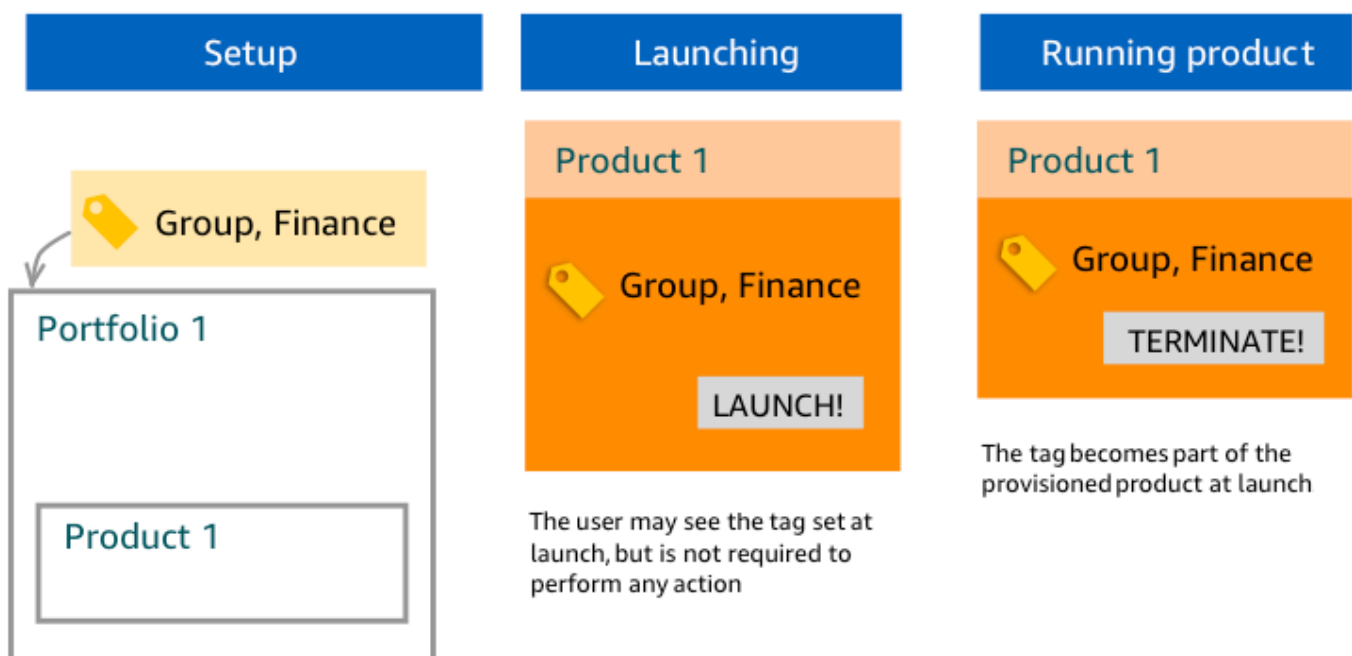 Setup
Group, Finance
Portfolio 1
Product 1
Launching
Product 1
Group, Finance
LAUNCH!
The user may see the tag set at
launch, but is not required to
perform any action
Running product
Product 1
Group, Finance
TERMINATE!
The tag becomes part of the
provisioned product at launch